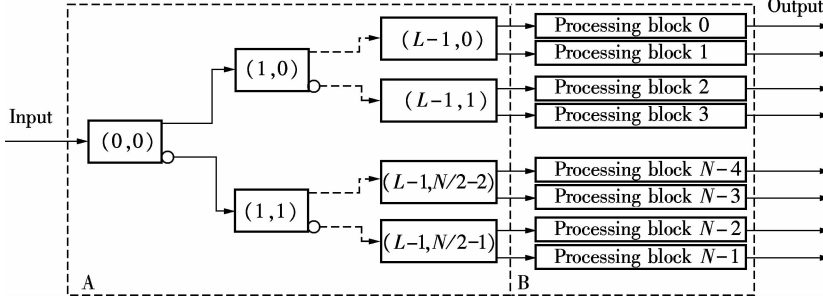 Output
Input
(0,0)
(1,0)
(1,1)
(L−1,0)
(L−1,1)
(L−1,N/2−2)
(L−1,N/2−1)
Processing block 0
Processing block 1
Processing block 2
Processing block 3
Processing block N−4
Processing block N−3
Processing block N−2
Processing block N−1
A
B